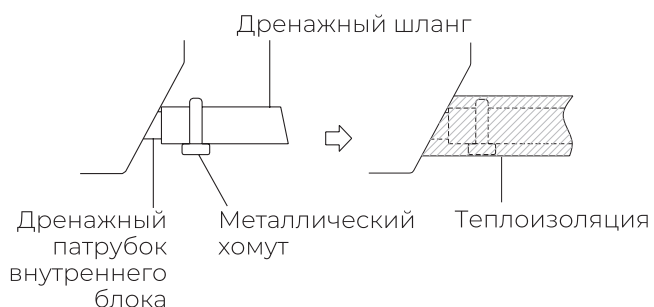 Дренажный шланг
Дренажный
патрубок
внутреннего
блока
Металлический
хомут
Теплоизоляция